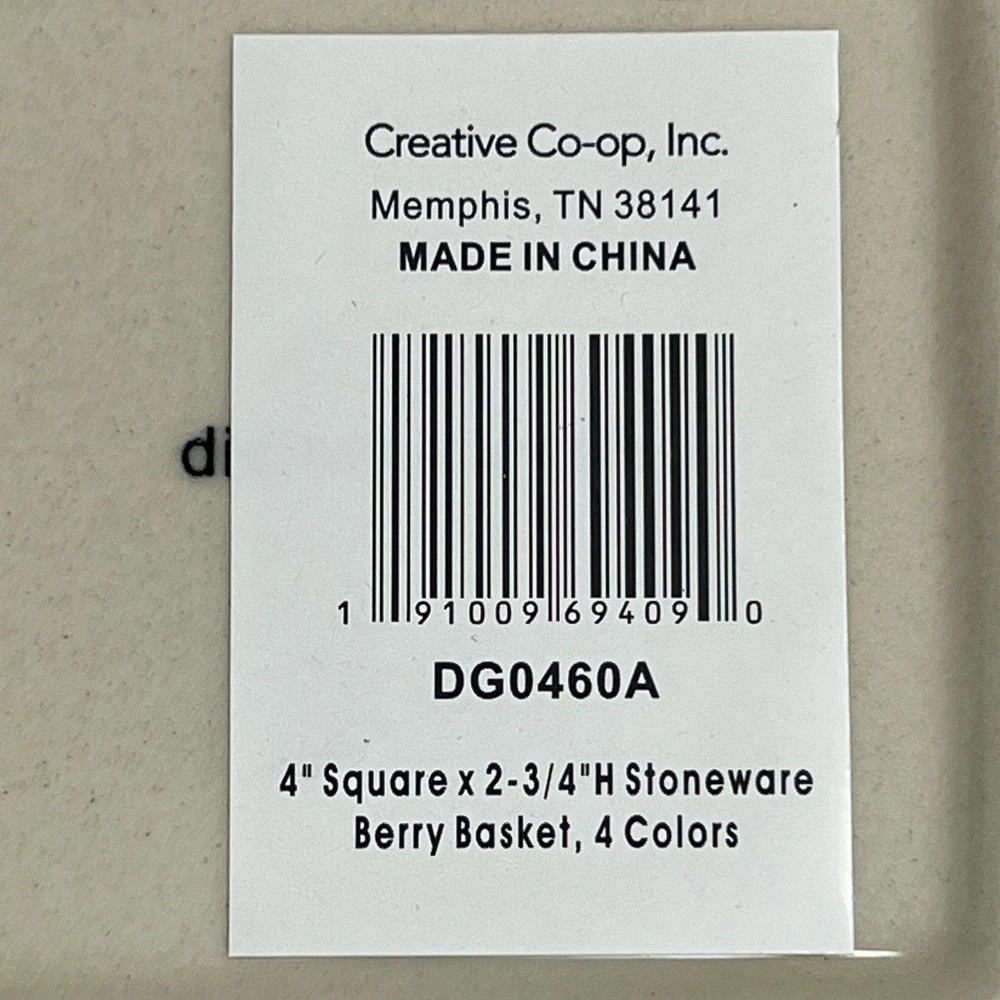 Creative Co-op, Inc.
Memphis, TN 38141
MADE IN CHINA
di
1 91009 69409 0
DG0460A
4" Square x 2-3/4"H Stoneware
Berry Basket, 4 Colors